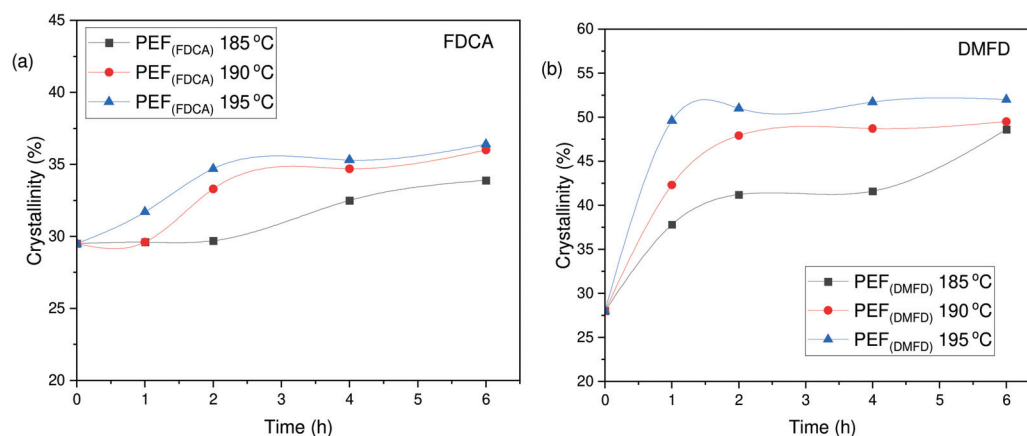 (a)
FDCA
PEF(FDCA) 185 °C
PEF(FDCA) 190 °C
PEF(FDCA) 195 °C
Crystallinity (%)
45
40
35
30
25
20
0 1 2 3 4 5 6
Time (h)
(b)
DMFD
PEF(DMFD) 185 °C
PEF(DMFD) 190 °C
PEF(DMFD) 195 °C
Crystallinity (%)
60
55
50
45
40
35
30
25
20
0 1 2 4 6
Time (h)